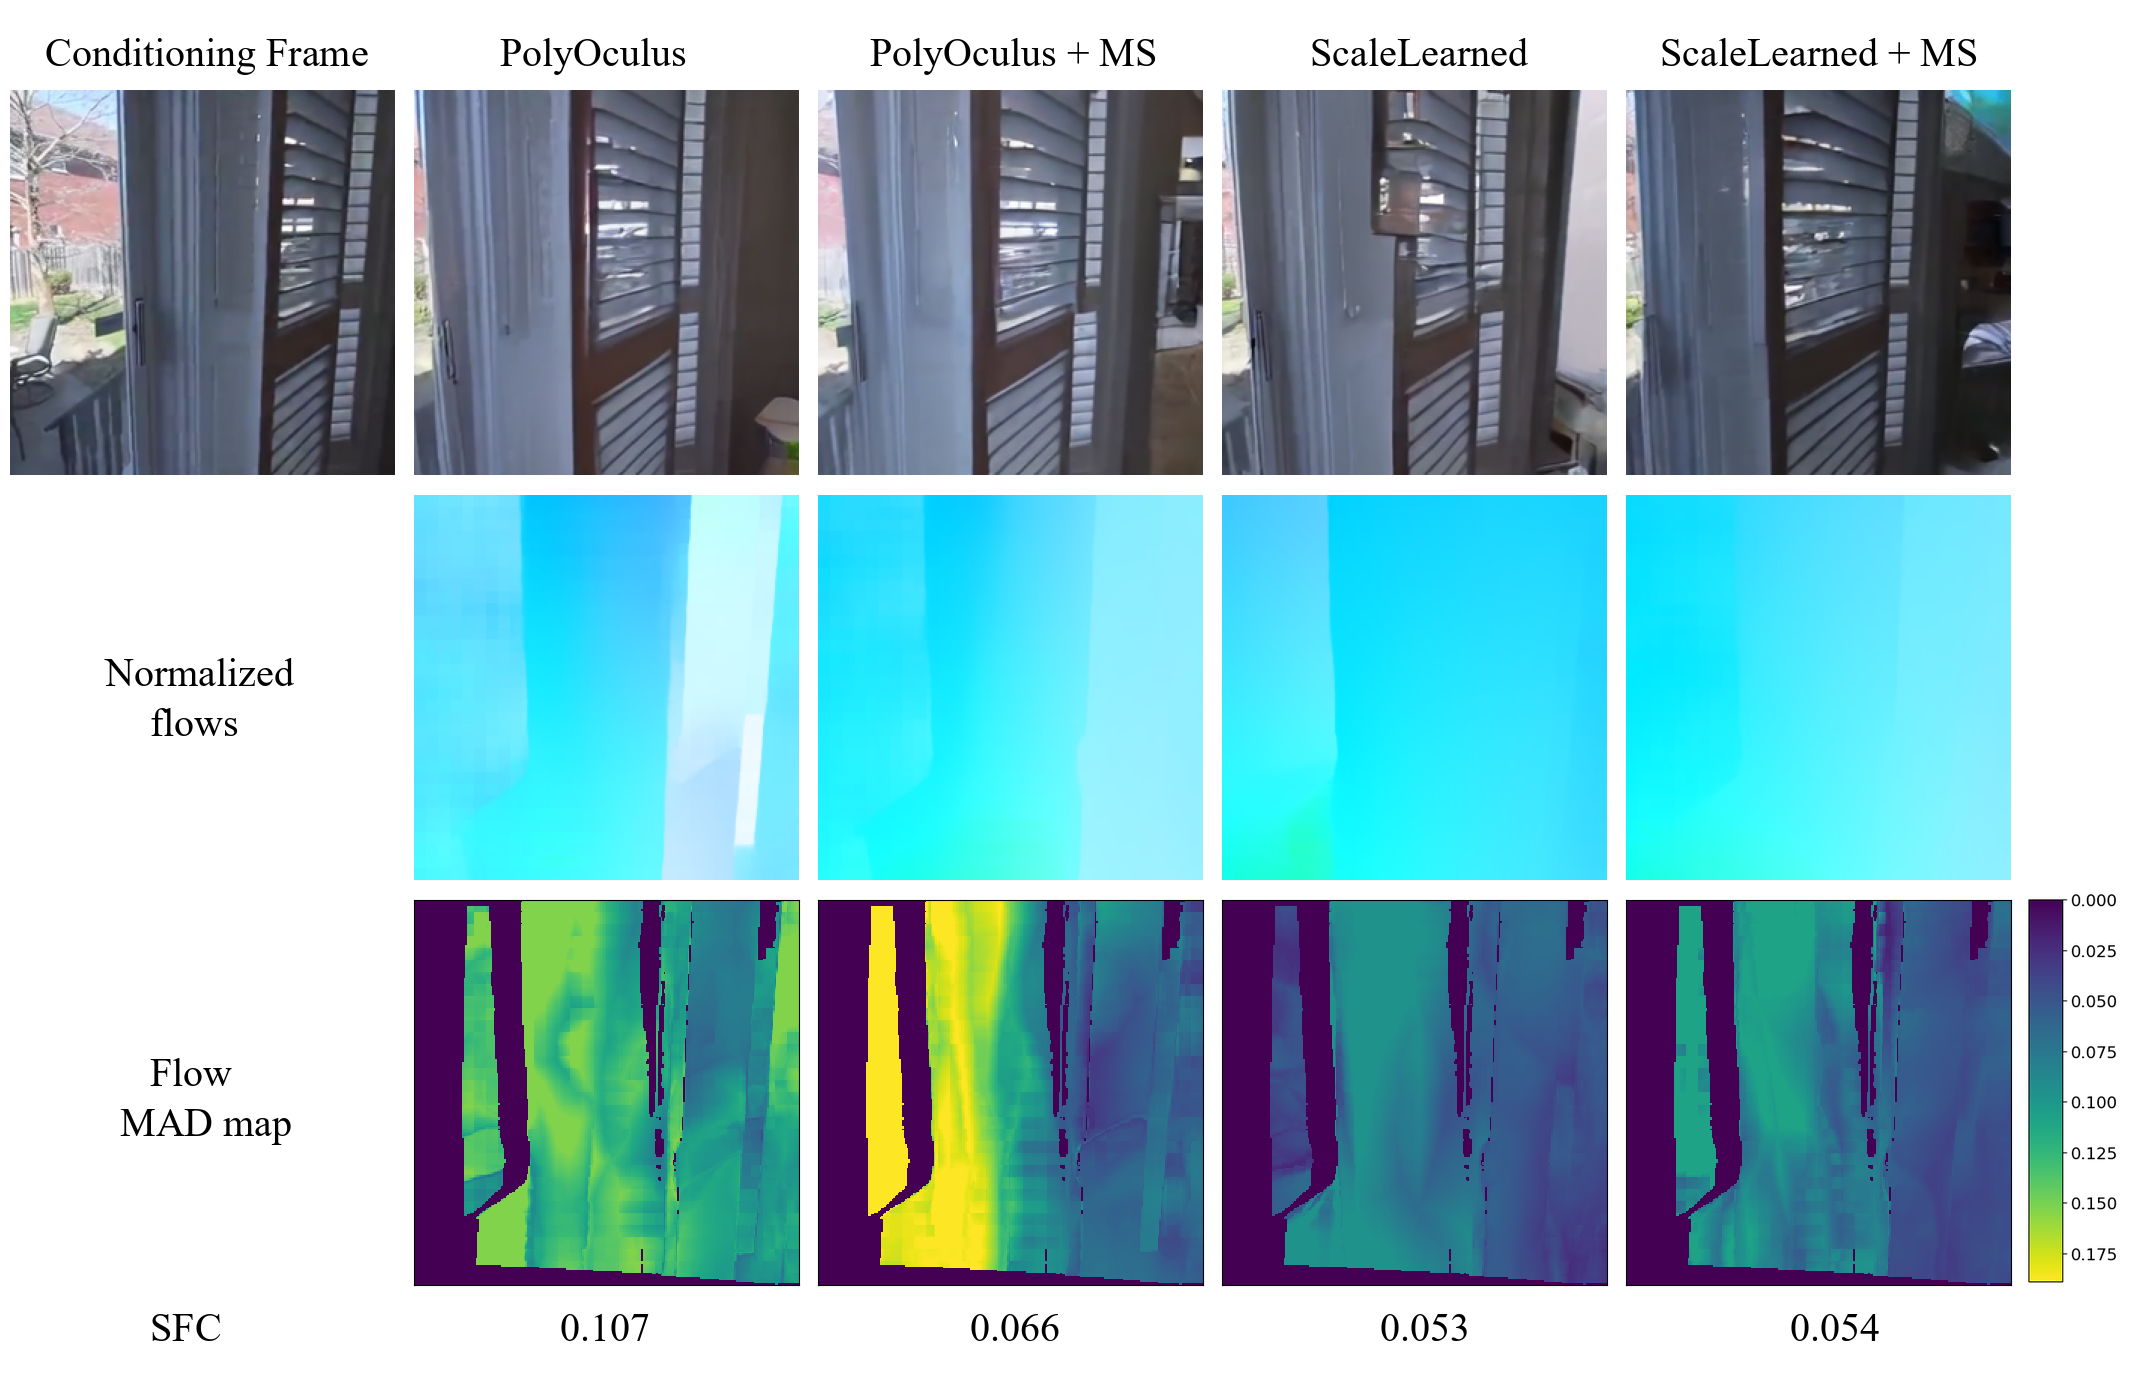 Conditioning Frame
PolyOculus
PolyOculus + MS
ScaleLearned
ScaleLearned + MS
Normalized
flows
Flow
MAD map
0.000
0.025
0.050
0.075
0.100
0.125
0.150
0.175
SFC
0.107
0.066
0.053
0.054